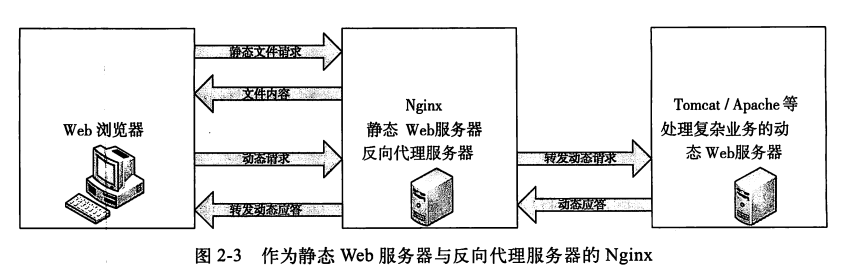 静态文件请求
文件内容
Web 浏览器
动态请求
转发动态应答
Nginx
静态 Web服务器
反向代理服务器
转发动态请求
动态应答
Tomcat / Apache 等
处理复杂业务的动
态 Web服务器
图 2-3 作为静态 Web 服务器与反向代理服务器的 Nginx